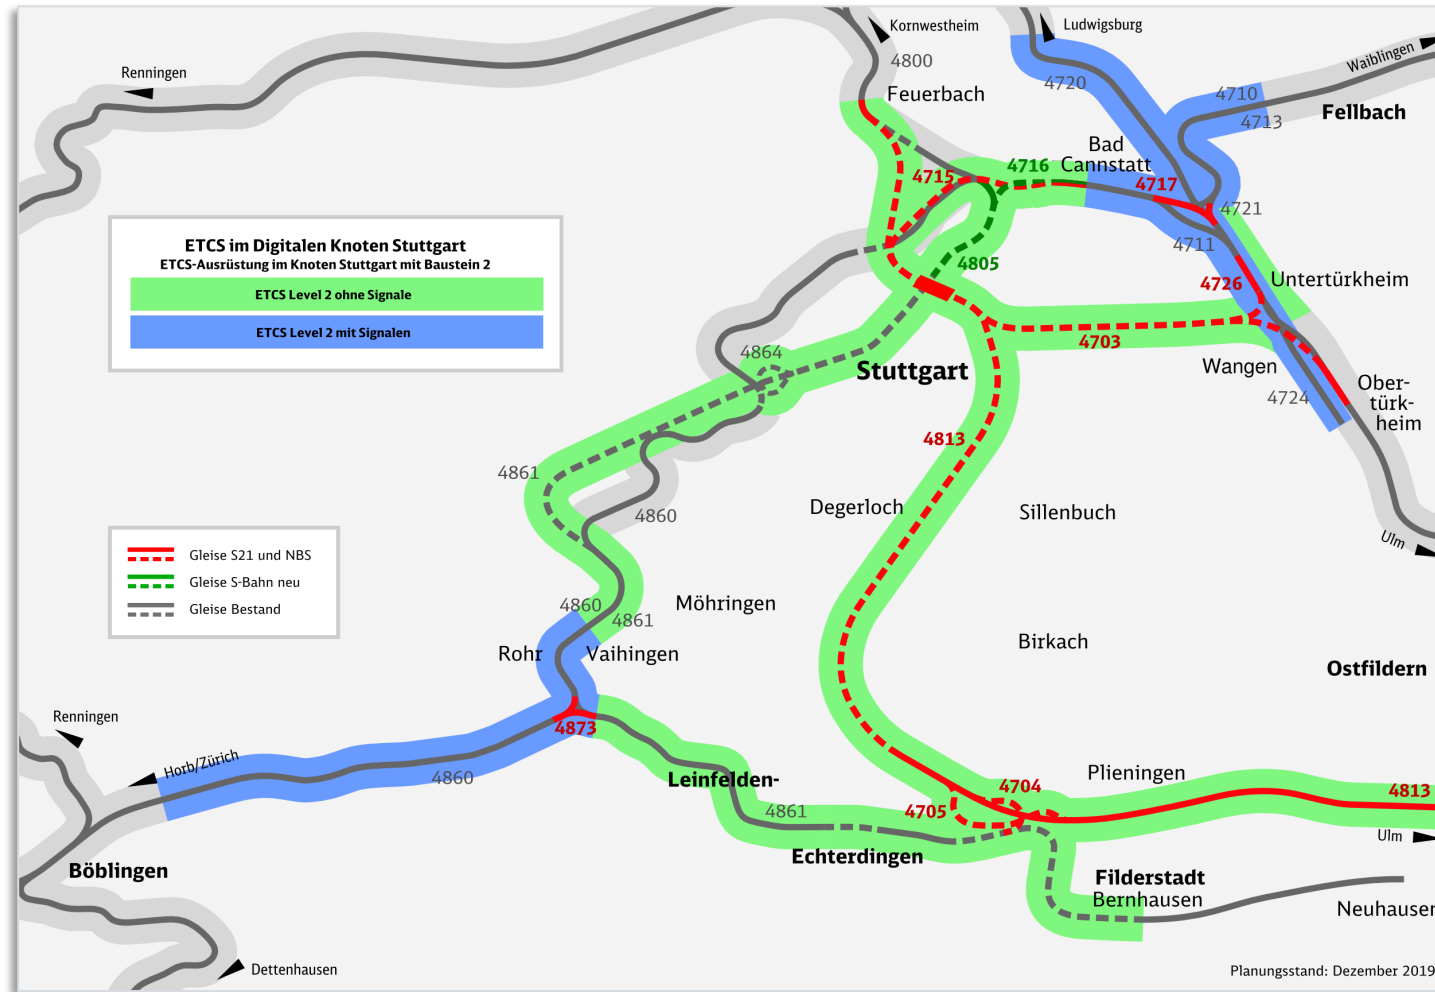 Kornwestheim
Ludwigsburg
4800
Waiblingen
Renningen
4720
4710
Feuerbach
4713
Fellbach
Bad
Cannstatt
4716
4715
4717
4721
4711
ETCS im Digitalen Knoten Stuttgart
ETCS-Ausrüstung im Knoten Stuttgart mit Baustein 2
ETCS Level 2 ohne Signale
ETCS Level 2 mit Signalen
4805
Untertürkheim
4726
4703
4864
Stuttgart
Wangen
4724
Ober-
türk-
heim
4813
4861
Degerloch
Sillenbuch
4860
Ulm
Gleise S21 und NBS
Gleise S-Bahn neu
Gleise Bestand
4860
4861
Möhringen
Birkach
Rohr
Vaihingen
Ostfildern
Renningen
4873
Horb/Zürich
4860
Leinfelden-
Plieningen
4704
4705
4813
4861
Ulm
Echterdingen
Böblingen
Filderstadt
Bernhausen
Neuhausen
Dettenhausen
Planungsstand: Dezember 2019